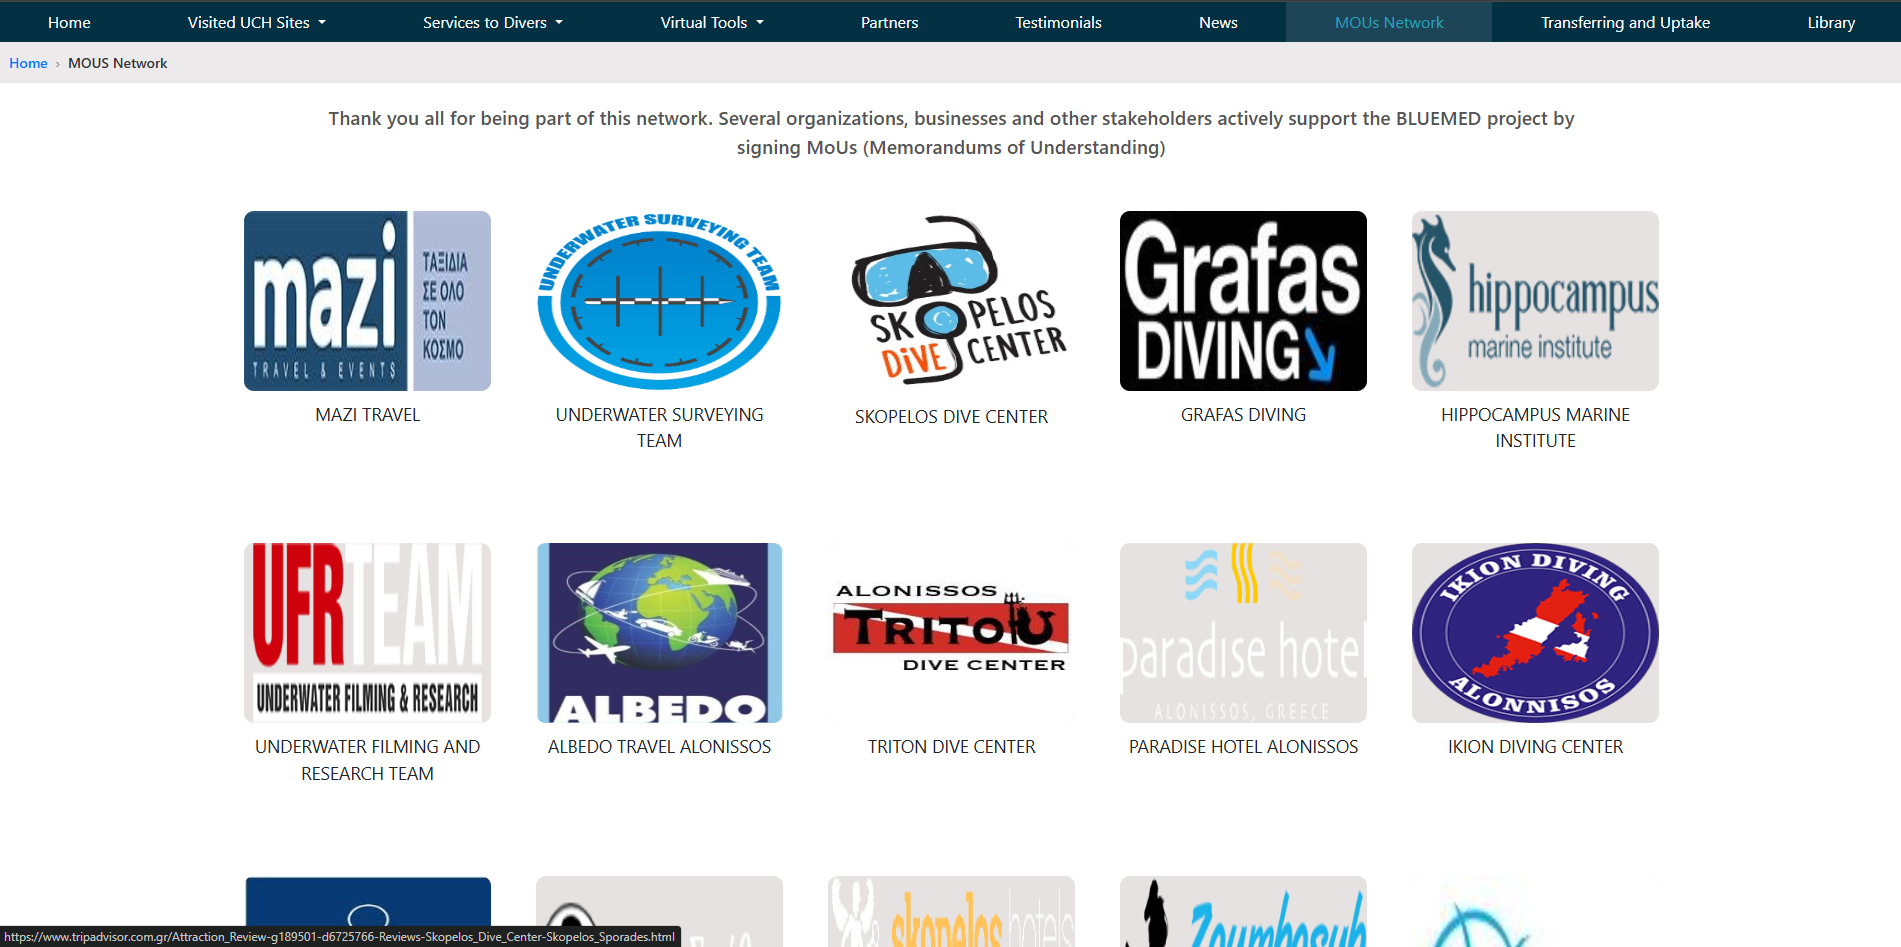 Home Visited UCH Sites Services to Divers Virtual Tools Partners Testimonials News MOUs Network Transferring and Uptake Library
Home › MOUS Network
Thank you all for being part of this network. Several organizations, businesses and other stakeholders actively support the BLUEMED project by
signing MoUs (Memorandums of Understanding)
mazi
TRAVEL & EVENTS
ΤΑΞΙΔΙΑ
ΣΕ ΟΛΟ
ΤΟΝ
ΚΟΣΜΟ
MAZI TRAVEL
UNDERWATER SURVEYING TEAM
UNDERWATER SURVEYING
TEAM
SKOPELOS
DiVE CENTER
SKOPELOS DIVE CENTER
Grafas
DIVING
GRAFAS DIVING
hippocampus
marine institute
HIPPOCAMPUS MARINE
INSTITUTE
UFRTEAM
UNDERWATER FILMING & RESEARCH
UNDERWATER FILMING AND
RESEARCH TEAM
ALBEDO
ALBEDO TRAVEL ALONISSOS
ALONISSOS
TRITON
DIVE CENTER
TRITON DIVE CENTER
paradise hotel
ALONISSOS, GREECE
PARADISE HOTEL ALONISSOS
IKION DIVING
ALONNISOS
IKION DIVING CENTER
skopelos hotels
Zoumbosub
https://www.tripadvisor.com.gr/Attraction_Review-g189501-d6725766-Reviews-Skopelos_Dive_Center-Skopelos_Sporades.html